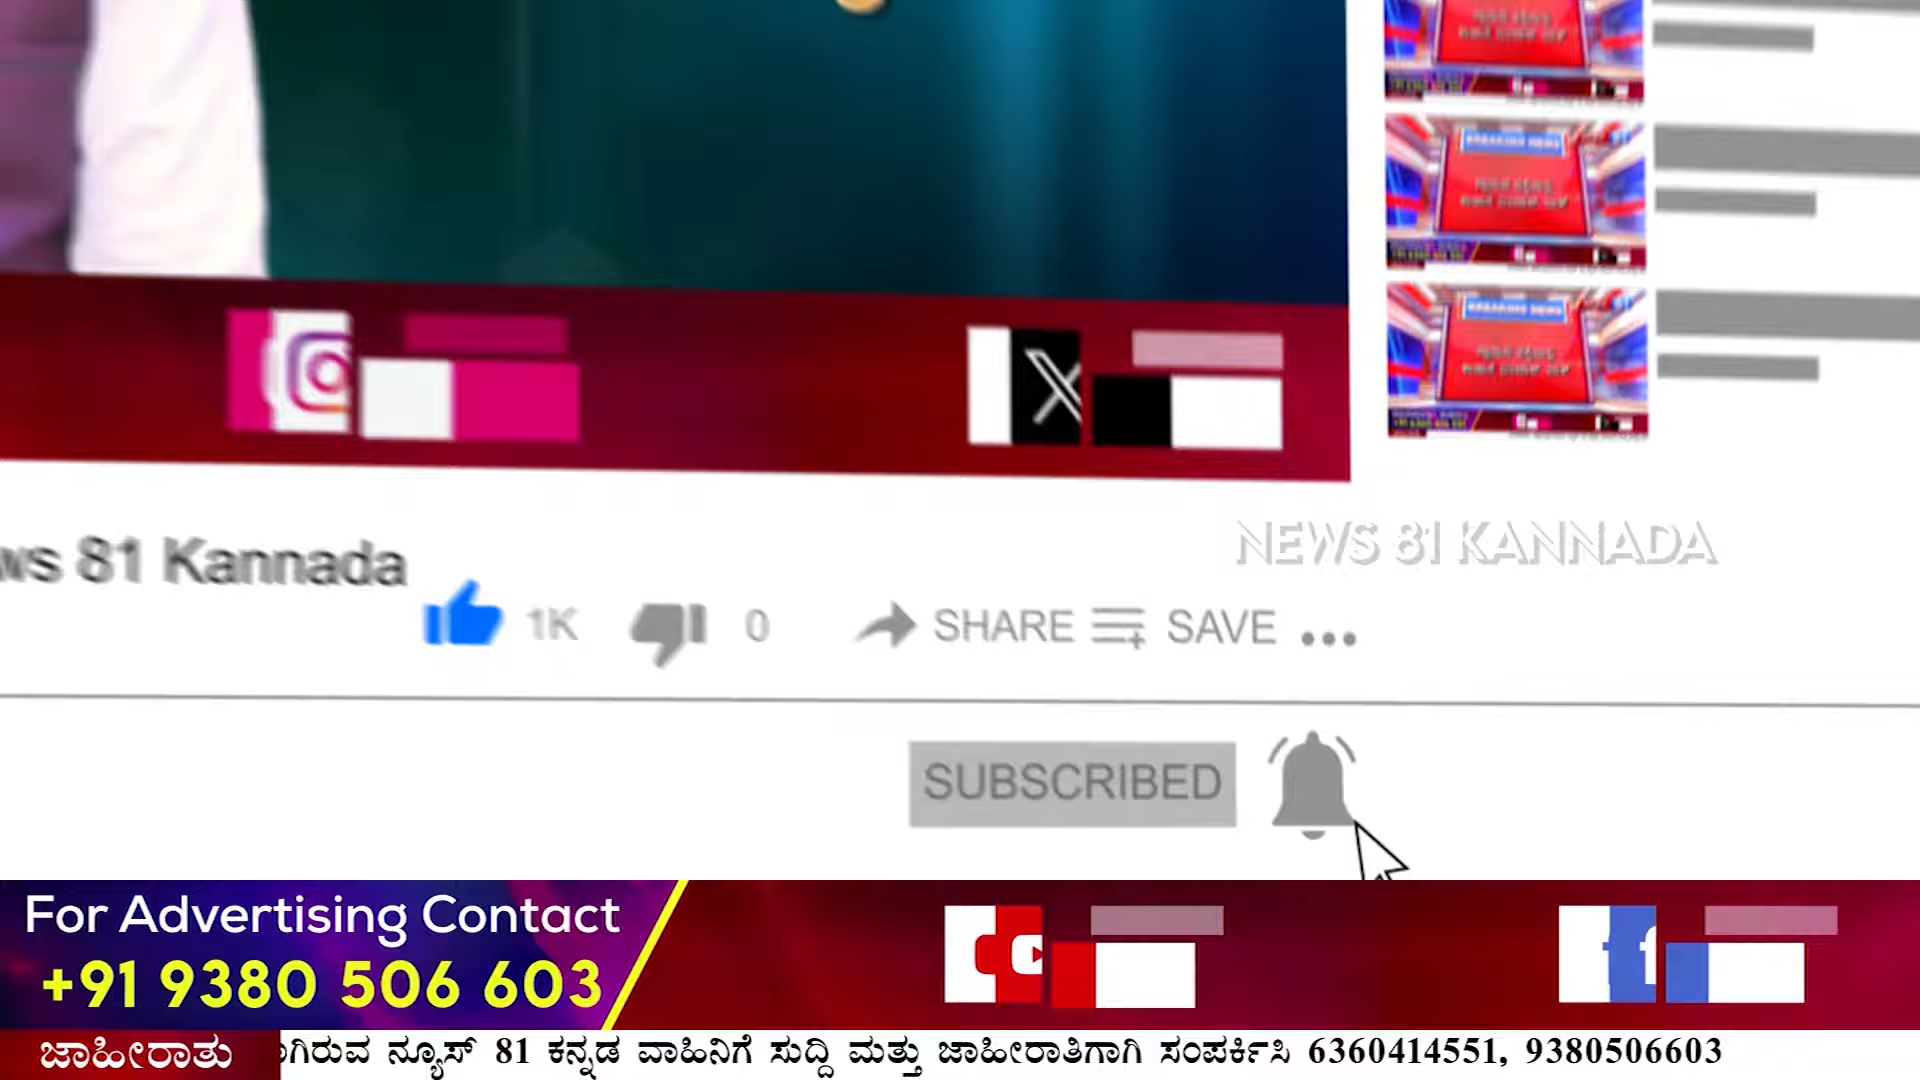 ws 81 Kannada
NEWS 81 KANNADA
1K 0 SHARE SAVE
SUBSCRIBED
For Advertising Contact
+91 9380 506 603
ಜಾಹೀರಾತು
ಾಗಿರುವ ನ್ಯೂಸ್ 81 ಕನ್ನಡ ವಾಹಿನಿಗೆ ಸುದ್ದಿ ಮತ್ತು ಜಾಹೀರಾತಿಗಾಗಿ ಸಂಪರ್ಕಿಸಿ 6360414551, 9380506603